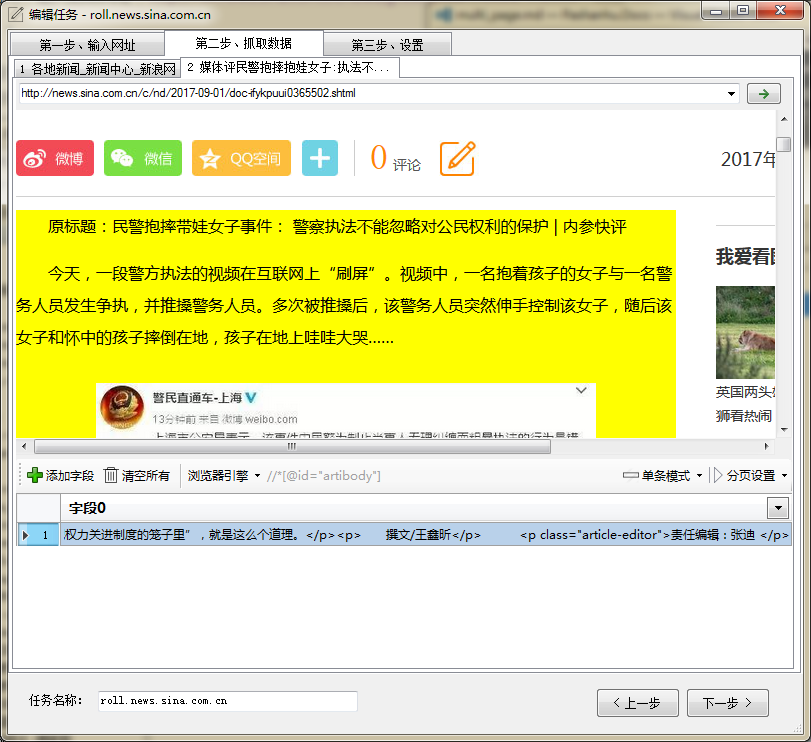 编辑任务 - roll.news.sina.com.cn
第一步、输入网址
第二步、抓取数据
第三步、设置
1 各地新闻_新闻中心_新浪网
2 媒体评民警抱摔抱娃女子:执法不...
http://news.sina.com.cn/c/nd/2017-09-01/doc-ifykpuui0365502.shtml
微博
微信
QQ空间
0 评论
2017年
原标题：民警抱摔带娃女子事件： 警察执法不能忽略对公民权利的保护 | 内参快评
今天，一段警方执法的视频在互联网上“刷屏”。视频中，一名抱着孩子的女子与一名警
务人员发生争执，并推搡警务人员。多次被推搡后，该警务人员突然伸手控制该女子，随后该
女子和怀中的孩子摔倒在地，孩子在地上哇哇大哭……
我爱看
英国两头
狮看热闹
警民直通车-上海
13分钟前 来自 微博 weibo.com
添加字段
清空所有
浏览器引擎
//*[@id="artibody"]
单条模式
分页设置
字段0
1 权力关进制度的笼子里”，就是这么个道理。</p><p> 撰文/王鑫昕</p> <p class="article-editor">责任编辑：张迪 </p>
任务名称:
roll.news.sina.com.cn
上一步
下一步